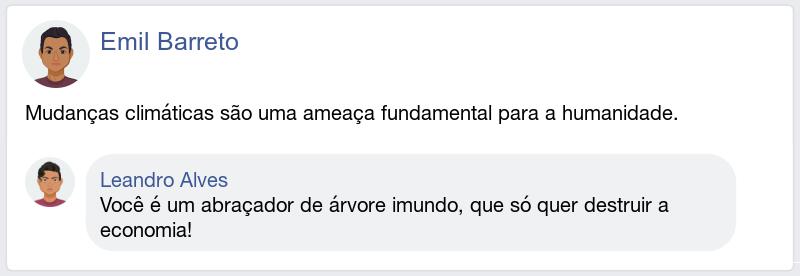 Emil Barreto
Mudanças climáticas são uma ameaça fundamental para a humanidade.
Leandro Alves
Você é um abraçador de árvore imundo, que só quer destruir a
economia!